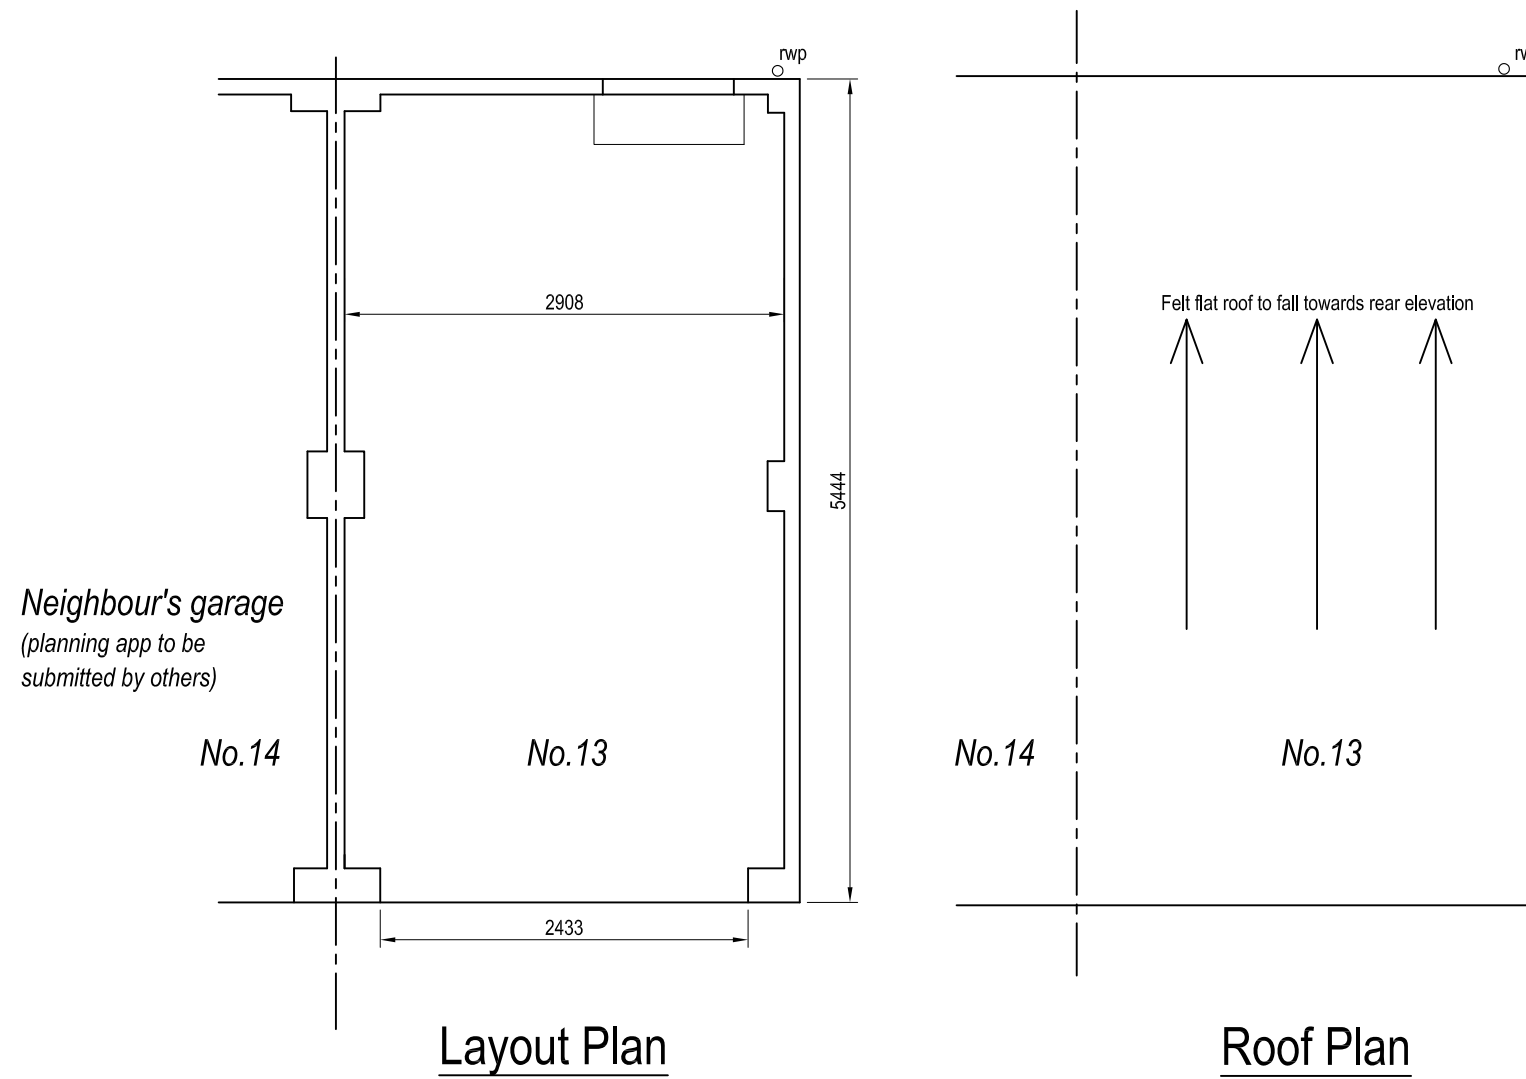 rwp
2908
5444
Neighbour's garage
(planning app to be
submitted by others)
No.14
No.13
2433
Layout Plan
Felt flat roof to fall towards rear elevation
No.14
No.13
Roof Plan